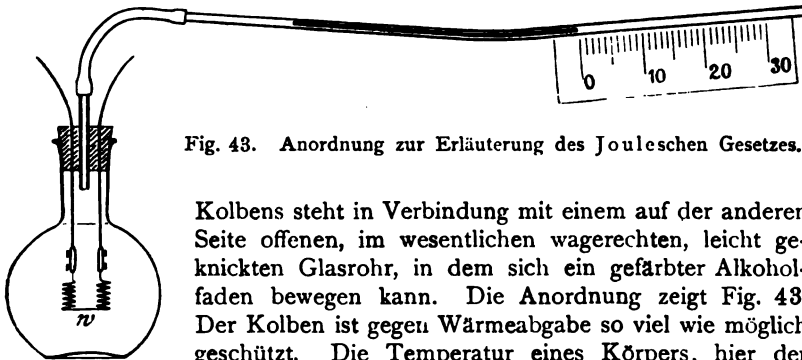 0 10 20 30
Fig. 43. Anordnung zur Erläuterung des Jouleschen Gesetzes.
Kolbens steht in Verbindung mit einem auf der anderen
Seite offenen, im wesentlichen wagerechten, leicht ge-
knickten Glasrohr, in dem sich ein gefärbter Alkohol-
faden bewegen kann. Die Anordnung zeigt Fig. 43
Der Kolben ist gegen Wärmeabgabe so viel wie möglich
w
geschützt. Die Temperatur eines Körpers, hier der